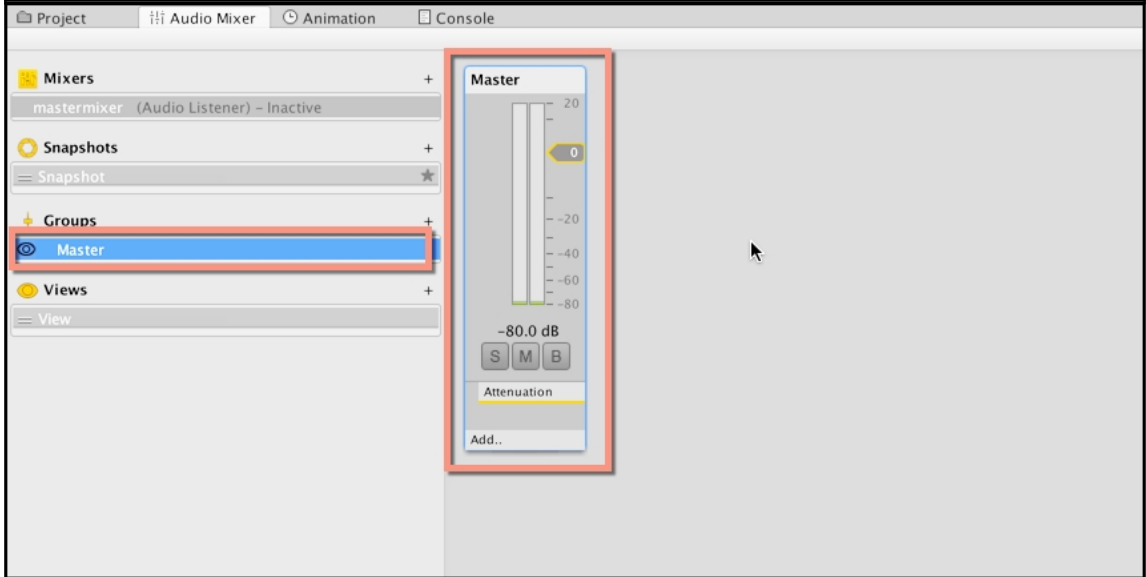 Project Audio Mixer Animation Console
Mixers +
mastermixer (Audio Listener) – Inactive
Snapshots +
Snapshot
Groups +
Master
Views +
View
Master
20
0
-20
-40
-60
-80
-80.0 dB
S M B
Attenuation
Add..